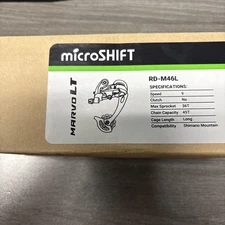 microSHIFT
MARVO LT
RD-M46L
SPECIFICATIONS:
Speed 9
Clutch No
Max Sprocket 36T
Chain Capacity 45T
Cage Length Long
Compatibility Shimano Mountain